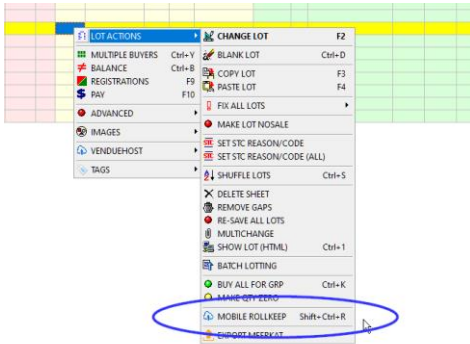 LOT ACTIONS
MULTIPLE BUYERS Ctrl+Y
BALANCE Ctrl+B
REGISTRATIONS F9
PAY F10
ADVANCED
IMAGES
VENDUEHOST
TAGS
CHANGE LOT F2
BLANK LOT Ctrl+D
COPY LOT F3
PASTE LOT F4
FIX ALL LOTS
MAKE LOT NOSALE
STC SET STC REASON/CODE
STC SET STC REASON/CODE (ALL)
SHUFFLE LOTS Ctrl+S
DELETE SHEET
REMOVE GAPS
RE-SAVE ALL LOTS
MULTICHANGE
SHOW LOT (HTML) Ctrl+1
BATCH LOTTING
BUY ALL FOR GRP Ctrl+K
MAKE QTY ZERO
MOBILE ROLLKEEP Shift+Ctrl+R
EXPORT MEERKAT